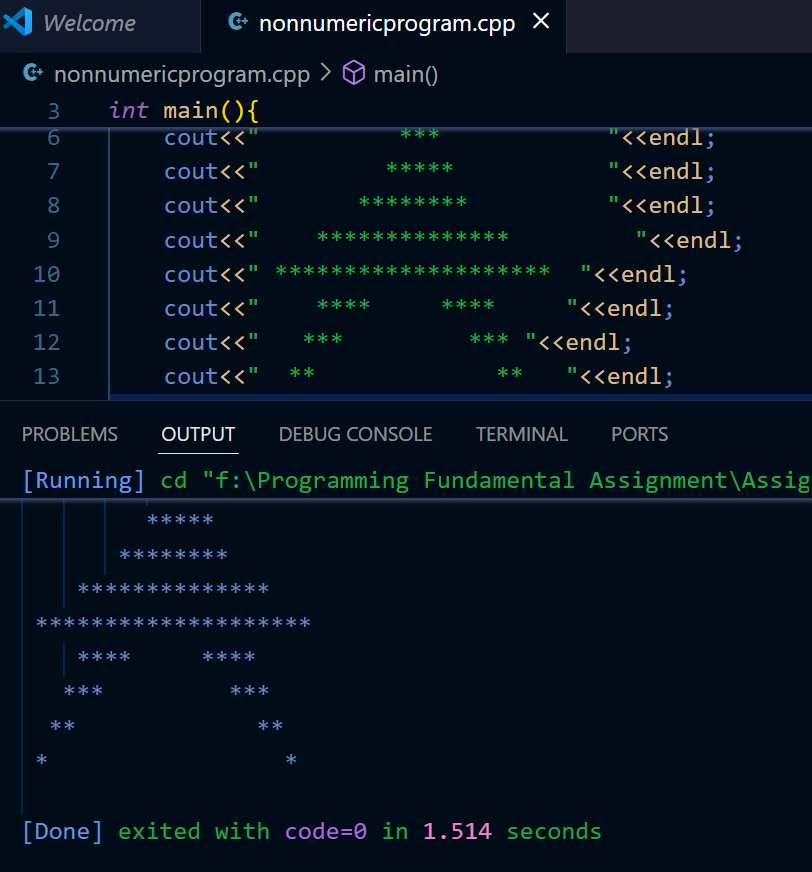 Welcome
nonnumericprogram.cpp ×
nonnumericprogram.cpp > main()
3 int main(){
6 cout<<"          ***            "<<endl;
7 cout<<"         *****           "<<endl;
8 cout<<"       ********          "<<endl;
9 cout<<"    **************         "<<endl;
10 cout<<" ********************  "<<endl;
11 cout<<"    ****     ****     "<<endl;
12 cout<<"   ***         *** "<<endl;
13 cout<<"  **             **   "<<endl;
PROBLEMS OUTPUT DEBUG CONSOLE TERMINAL PORTS
[Running] cd "f:\Programming Fundamental Assignment\Assig
         *****
       ********
    **************
 ********************
    ****     ****
   ***         ***
  **             **
 *                 *
[Done] exited with code=0 in 1.514 seconds